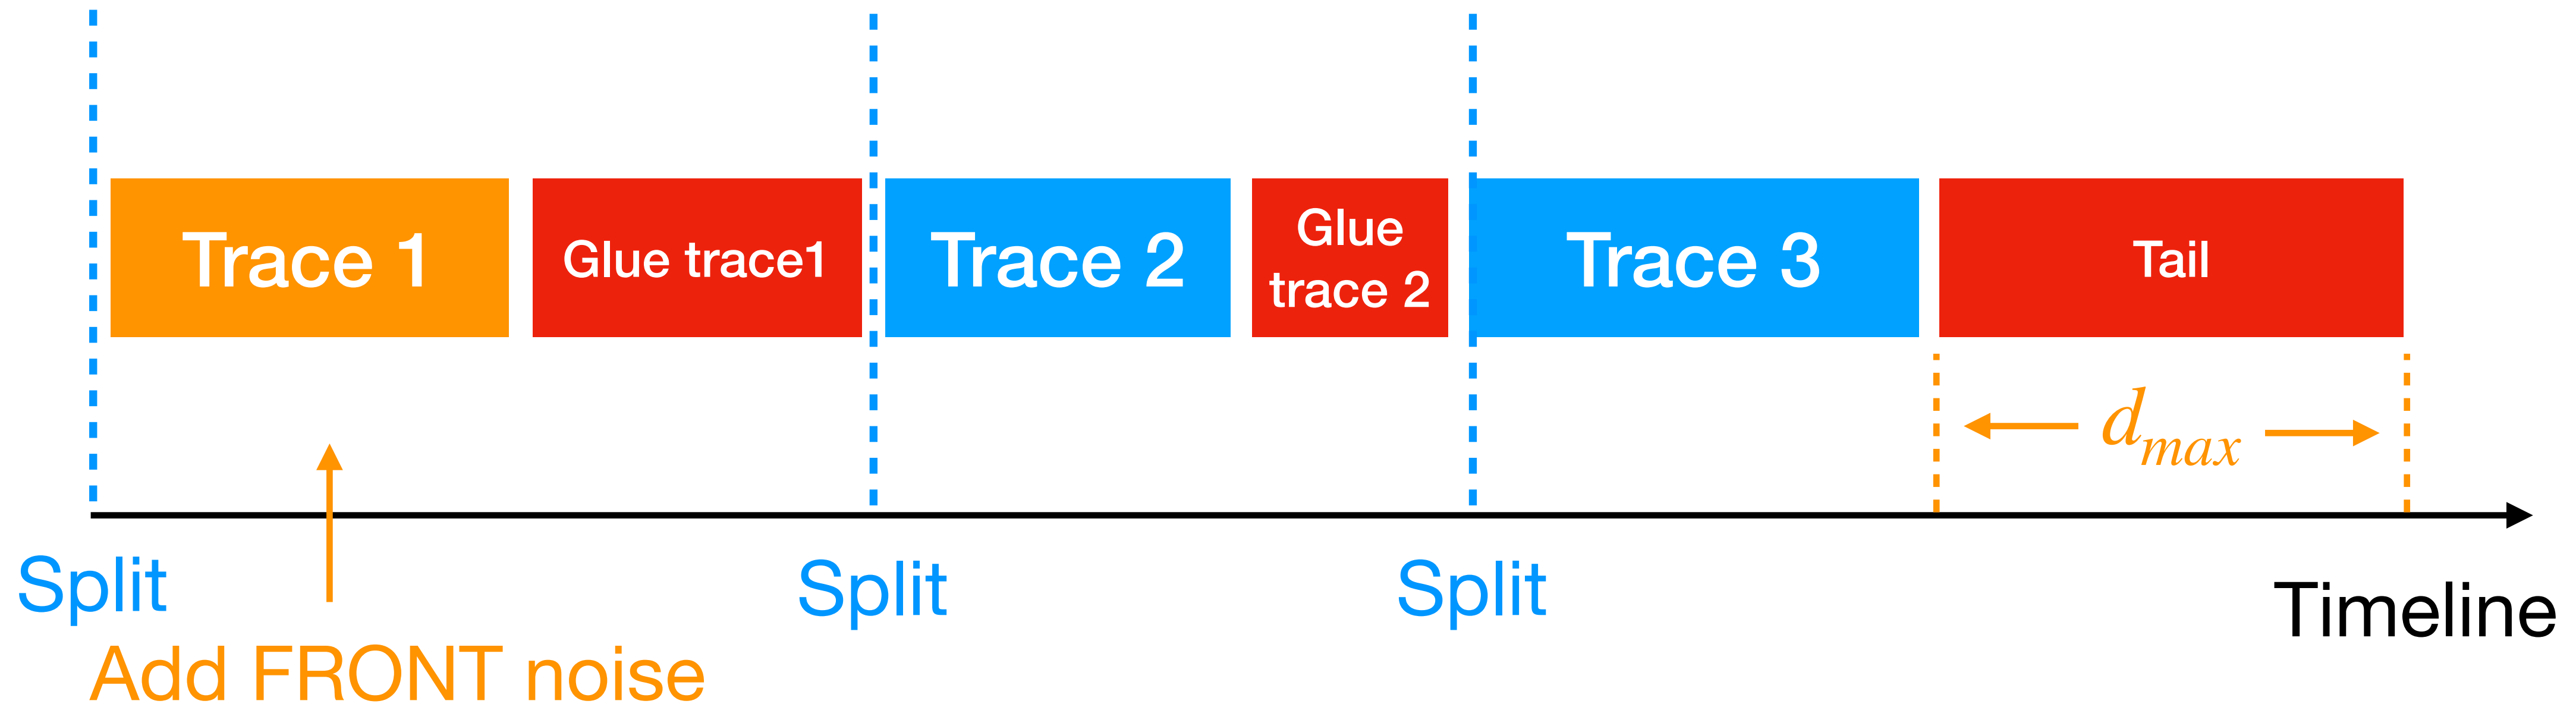 Trace 1
Glue trace1
Trace 2
Glue
trace 2
Trace 3
Tail
d_max
Split
Split
Split
Timeline
Add FRONT noise